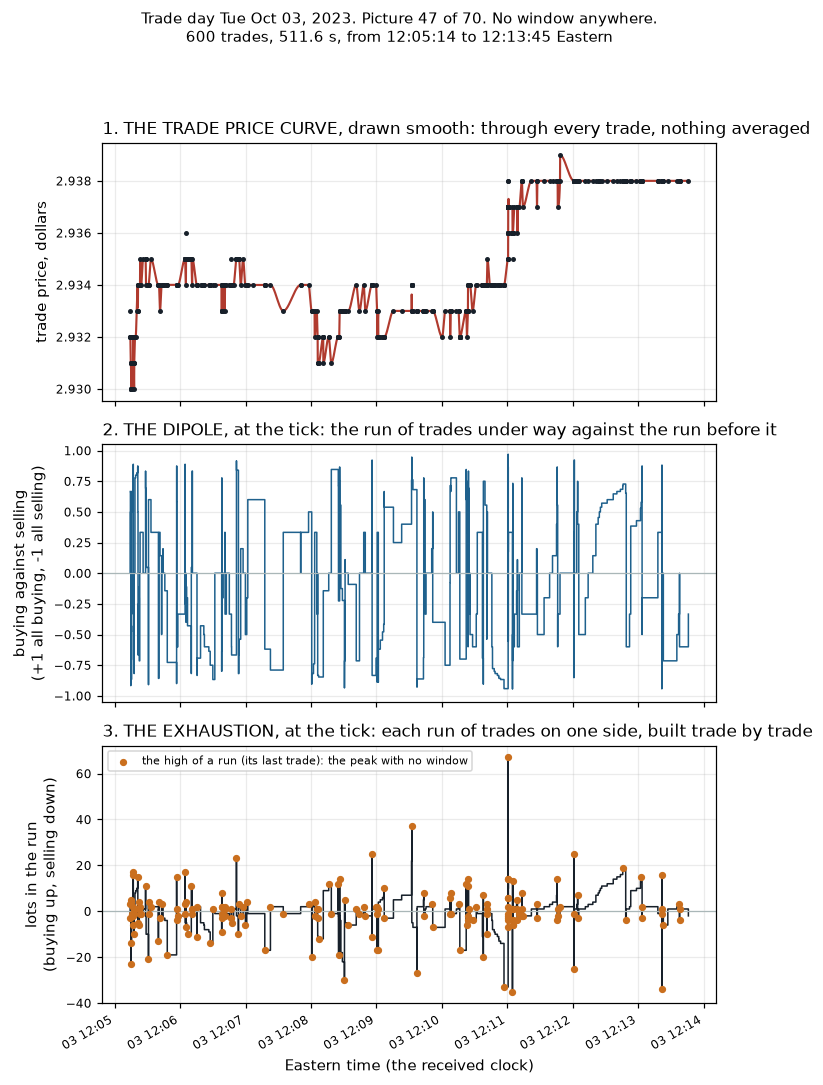 Trade day Tue Oct 03, 2023. Picture 47 of 70. No window anywhere.
600 trades, 511.6 s, from 12:05:14 to 12:13:45 Eastern
1. THE TRADE PRICE CURVE, drawn smooth: through every trade, nothing averaged
trade price, dollars
2.938
2.936
2.934
2.932
2.930
2. THE DIPOLE, at the tick: the run of trades under way against the run before it
buying against selling
(+1 all buying, -1 all selling)
1.00
0.75
0.50
0.25
0.00
−0.25
−0.50
−0.75
−1.00
3. THE EXHAUSTION, at the tick: each run of trades on one side, built trade by trade
the high of a run (its last trade): the peak with no window
lots in the run
(buying up, selling down)
60
40
20
0
−20
−40
03 12:05
03 12:06
03 12:07
03 12:08
03 12:09
03 12:10
03 12:11
03 12:12
03 12:13
03 12:14
Eastern time (the received clock)